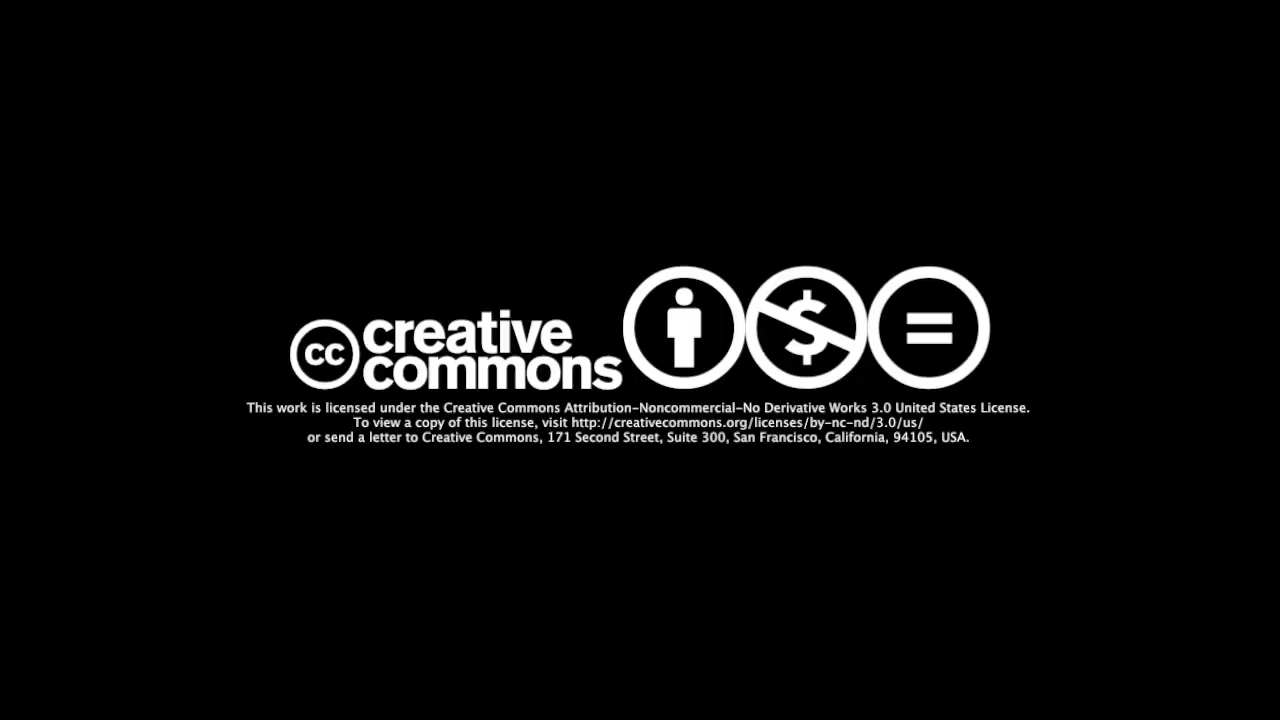 cc creative
commons
$
=
This work is licensed under the Creative Commons Attribution-Noncommercial-No Derivative Works 3.0 United States License.
To view a copy of this license, visit http://creativecommons.org/licenses/by-nc-nd/3.0/us/
or send a letter to Creative Commons, 171 Second Street, Suite 300, San Francisco, California, 94105, USA.